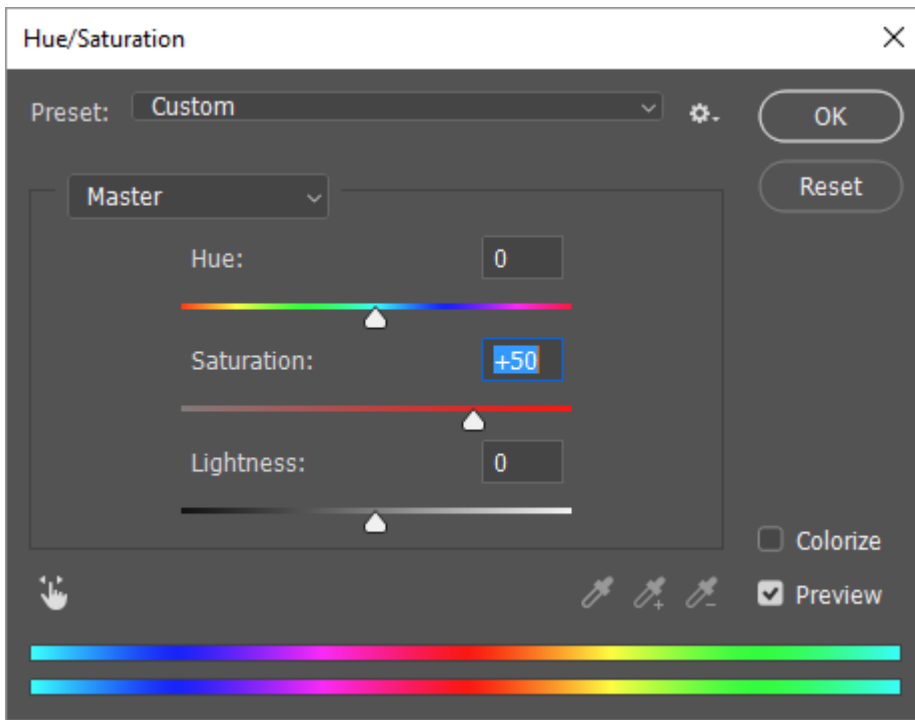 Hue/Saturation
Preset: Custom
OK
Reset
Master
Hue: 0
Saturation: +50
Lightness: 0
Colorize
Preview